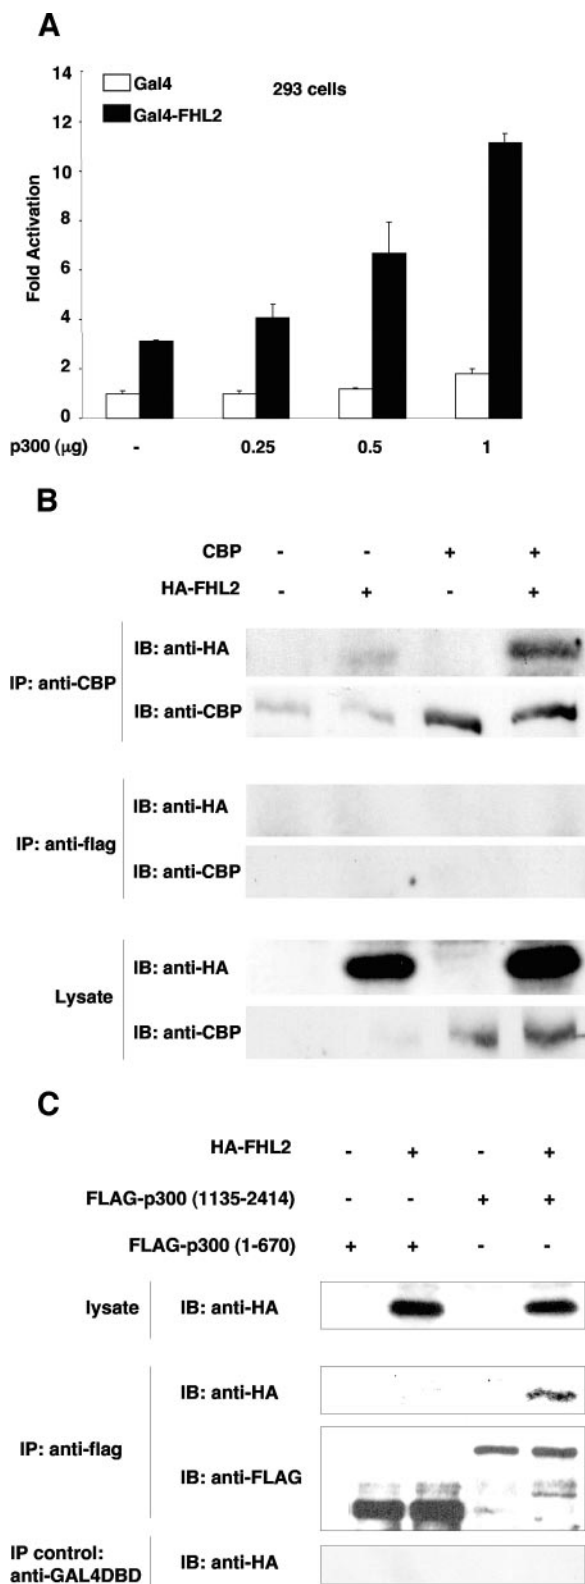 A
14
12
10
8
6
4
2
0
Fold Activation
Gal4
Gal4-FHL2
293 cells
p300 (μg) - 0.25 0.5 1
B
CBP - - + +
HA-FHL2 - + - +
IP: anti-CBP
IB: anti-HA
IB: anti-CBP
IP: anti-flag
IB: anti-HA
IB: anti-CBP
Lysate
IB: anti-HA
IB: anti-CBP
C
HA-FHL2 - + - +
FLAG-p300 (1135-2414) - - + +
FLAG-p300 (1-670) + + - -
lysate IB: anti-HA
IP: anti-flag
IB: anti-HA
IB: anti-FLAG
IP control:
anti-GAL4DBD
IB: anti-HA